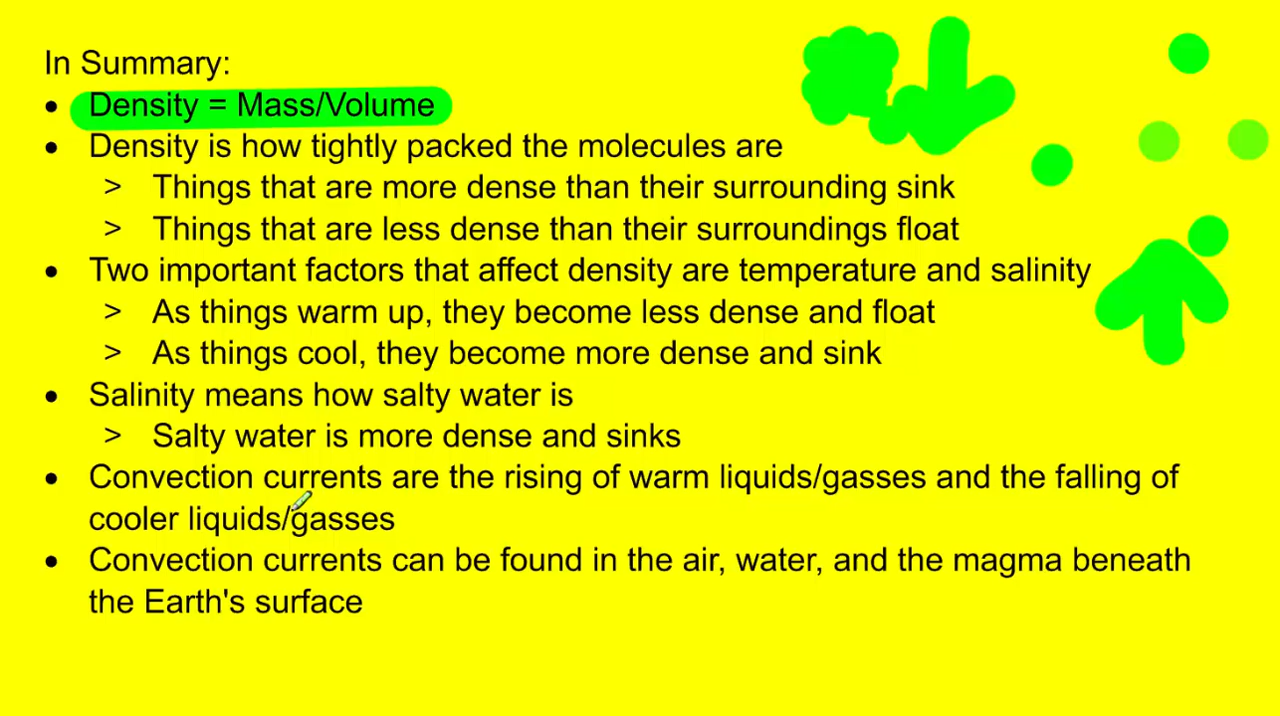 In Summary:
• Density = Mass/Volume
• Density is how tightly packed the molecules are
> Things that are more dense than their surrounding sink
> Things that are less dense than their surroundings float
• Two important factors that affect density are temperature and salinity
> As things warm up, they become less dense and float
> As things cool, they become more dense and sink
• Salinity means how salty water is
> Salty water is more dense and sinks
• Convection currents are the rising of warm liquids/gasses and the falling of
cooler liquids/gasses
• Convection currents can be found in the air, water, and the magma beneath
the Earth's surface